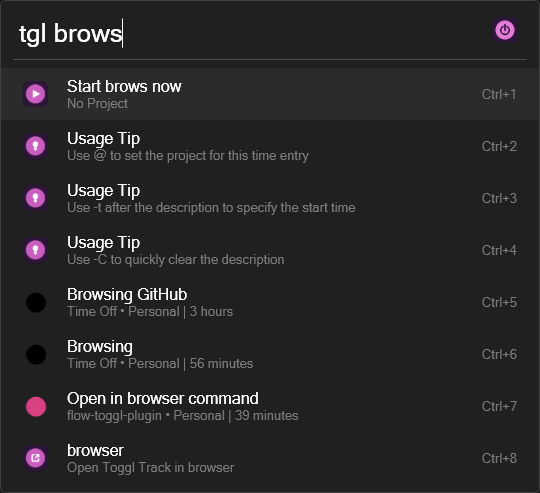 tgl brows
Start brows now
No Project
Ctrl+1
Usage Tip
Use @ to set the project for this time entry
Ctrl+2
Usage Tip
Use -t after the description to specify the start time
Ctrl+3
Usage Tip
Use -C to quickly clear the description
Ctrl+4
Browsing GitHub
Time Off • Personal | 3 hours
Ctrl+5
Browsing
Time Off • Personal | 56 minutes
Ctrl+6
Open in browser command
flow-toggl-plugin • Personal | 39 minutes
Ctrl+7
browser
Open Toggl Track in browser
Ctrl+8